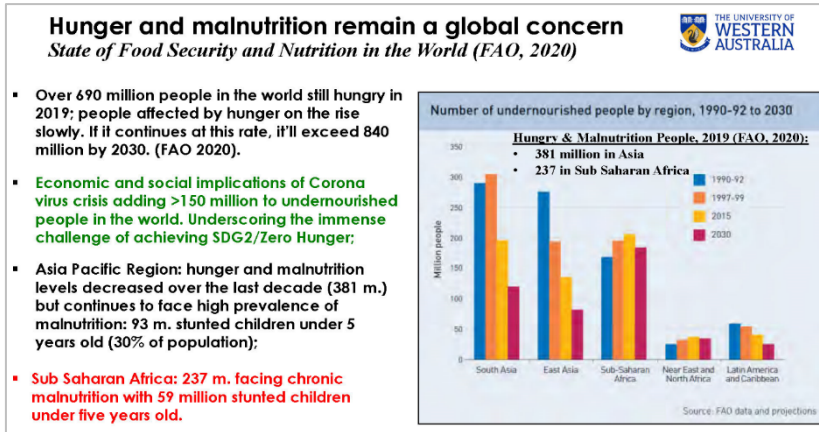 Hunger and malnutrition remain a global concern
State of Food Security and Nutrition in the World (FAO, 2020)
THE UNIVERSITY OF
WESTERN
AUSTRALIA
▪ Over 690 million people in the world still hungry in
2019; people affected by hunger on the rise
slowly. If it continues at this rate, it'll exceed 840
million by 2030. (FAO 2020).
▪ Economic and social implications of Corona
virus crisis adding >150 million to undernourished
people in the world. Underscoring the immense
challenge of achieving SDG2/Zero Hunger;
▪ Asia Pacific Region: hunger and malnutrition
levels decreased over the last decade (381 m.)
but continues to face high prevalence of
malnutrition: 93 m. stunted children under 5
years old (30% of population);
▪ Sub Saharan Africa: 237 m. facing chronic
malnutrition with 59 million stunted children
under five years old.
Number of undernourished people by region, 1990-92 to 2030
Hungry & Malnutrition People, 2019 (FAO, 2020):
• 381 million in Asia
• 237 in Sub Saharan Africa
1990-92
1997-99
2015
2030
Million people
350
300
250
200
150
100
50
0
South Asia
East Asia
Sub-Saharan
Africa
Near East and
North Africa
Latin America
and Caribbean
Source: FAO data and projections